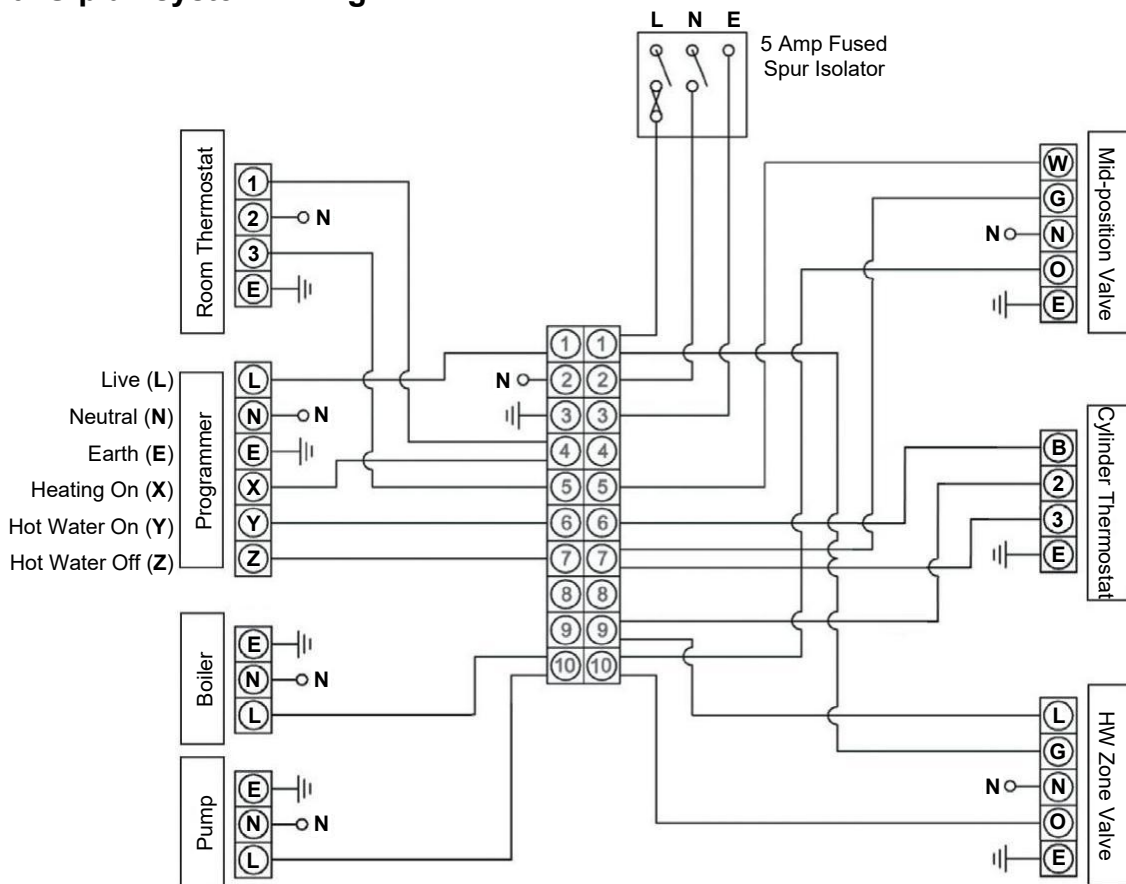 L N E
5 Amp Fused
Spur Isolator
Room Thermostat
1
2 N
3
E
Live (L)
Neutral (N)
Earth (E)
Heating On (X)
Hot Water On (Y)
Hot Water Off (Z)
Programmer
L
N N
E
X
Y
Z
Boiler
E
N N
L
Pump
E
N N
L
1 1
N 2 2
3 3
4 4
5 5
6 6
7 7
8 8
9 9
10 10
W
G
N N
O
E
Mid-position Valve
B
2
3
E
Cylinder Thermostat
L
G
N N
O
E
HW Zone Valve